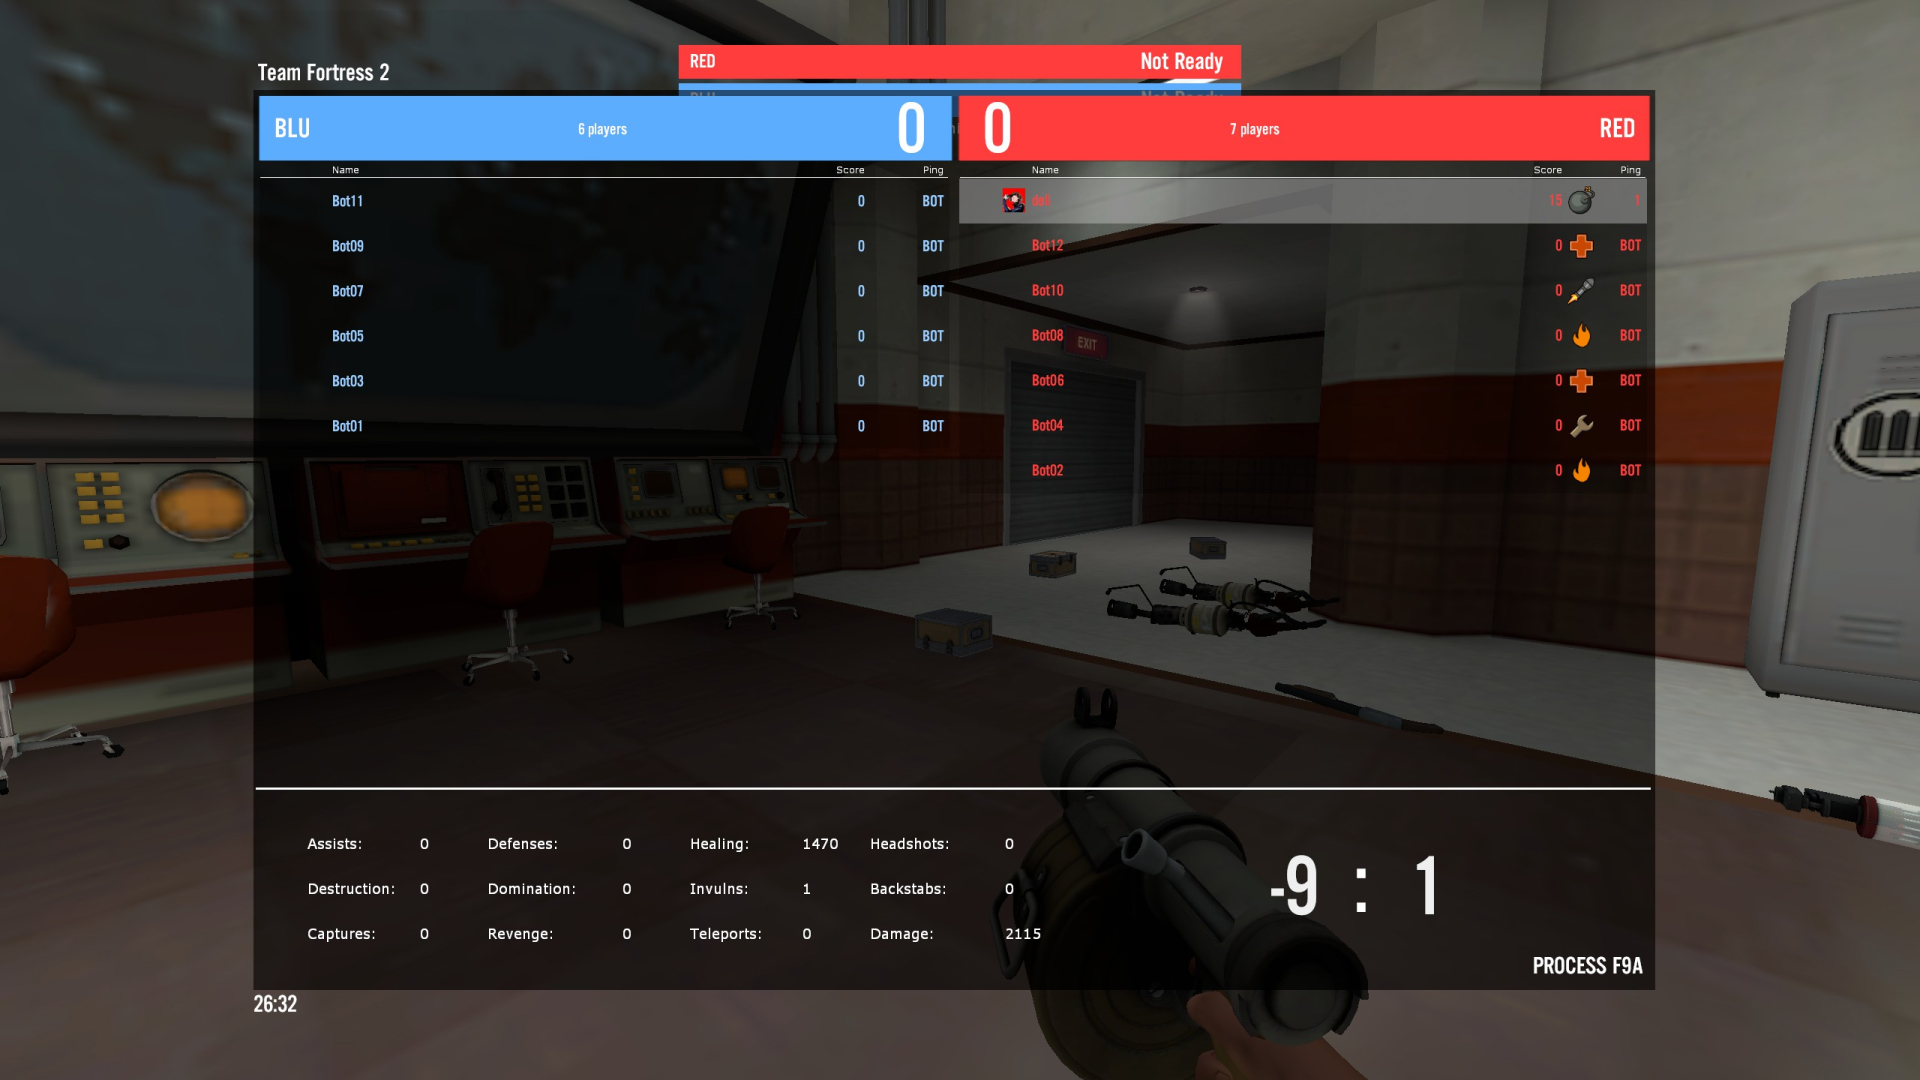 Team Fortress 2
RED Not Ready
BLU Not Ready
BLU 6 players 0
0 7 players RED
Name Score Ping
Bot11 0 BOT
Bot09 0 BOT
Bot07 0 BOT
Bot05 0 BOT
Bot03 0 BOT
Bot01 0 BOT
Name Score Ping
15 1
Bot12 0 BOT
Bot10 0 BOT
Bot08 0 BOT
Bot06 0 BOT
Bot04 0 BOT
Bot02 0 BOT
EXIT
Assists: 0 Defenses: 0 Healing: 1470 Headshots: 0
Destruction: 0 Domination: 0 Invulns: 1 Backstabs: 0
Captures: 0 Revenge: 0 Teleports: 0 Damage: 2115
-9 : 1
PROCESS F9A
26:32